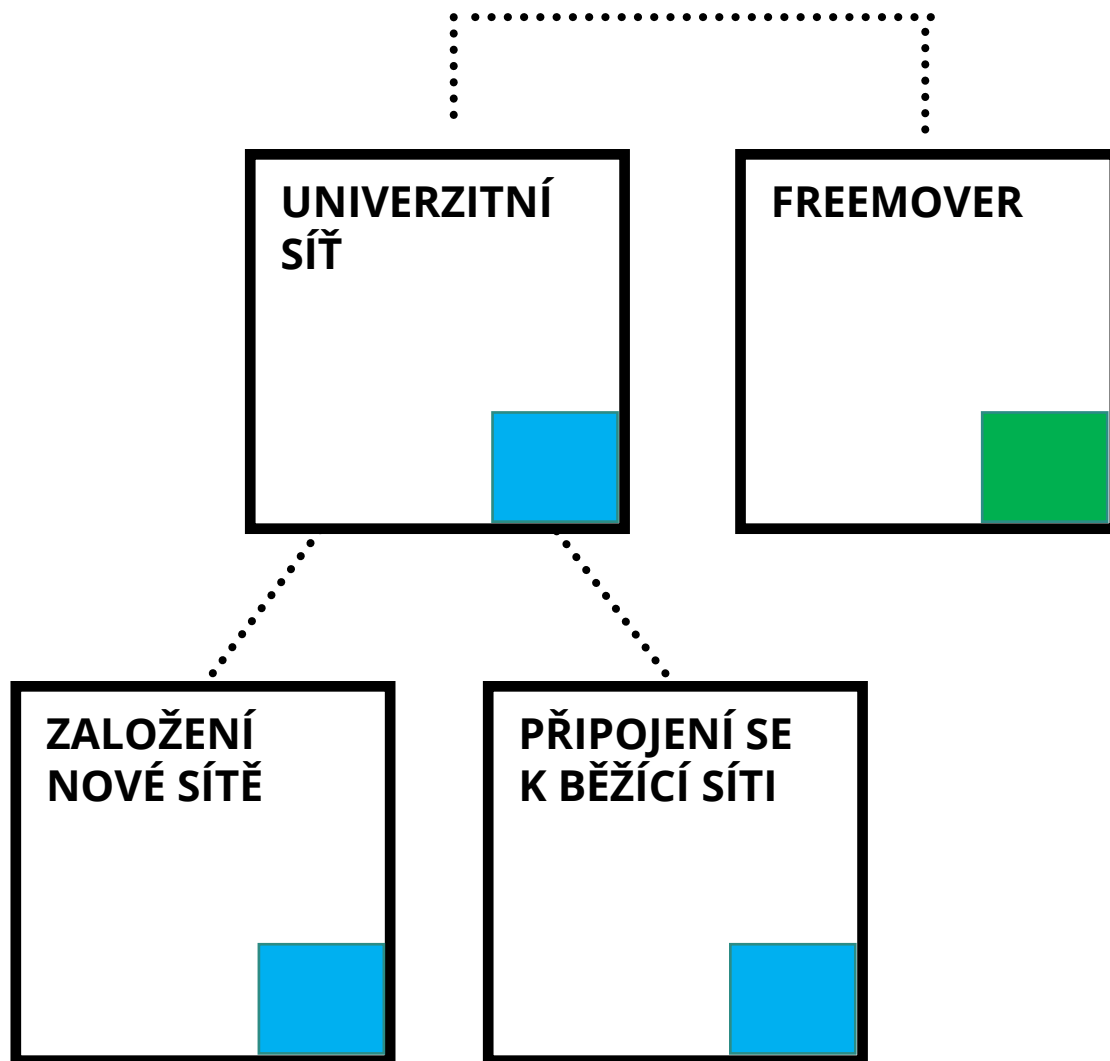 UNIVERZITNÍ
SÍŤ
FREEMOVER
ZALOŽENÍ
NOVÉ SÍTĚ
PŘIPOJENÍ SE
K BĚŽÍCÍ SÍTI